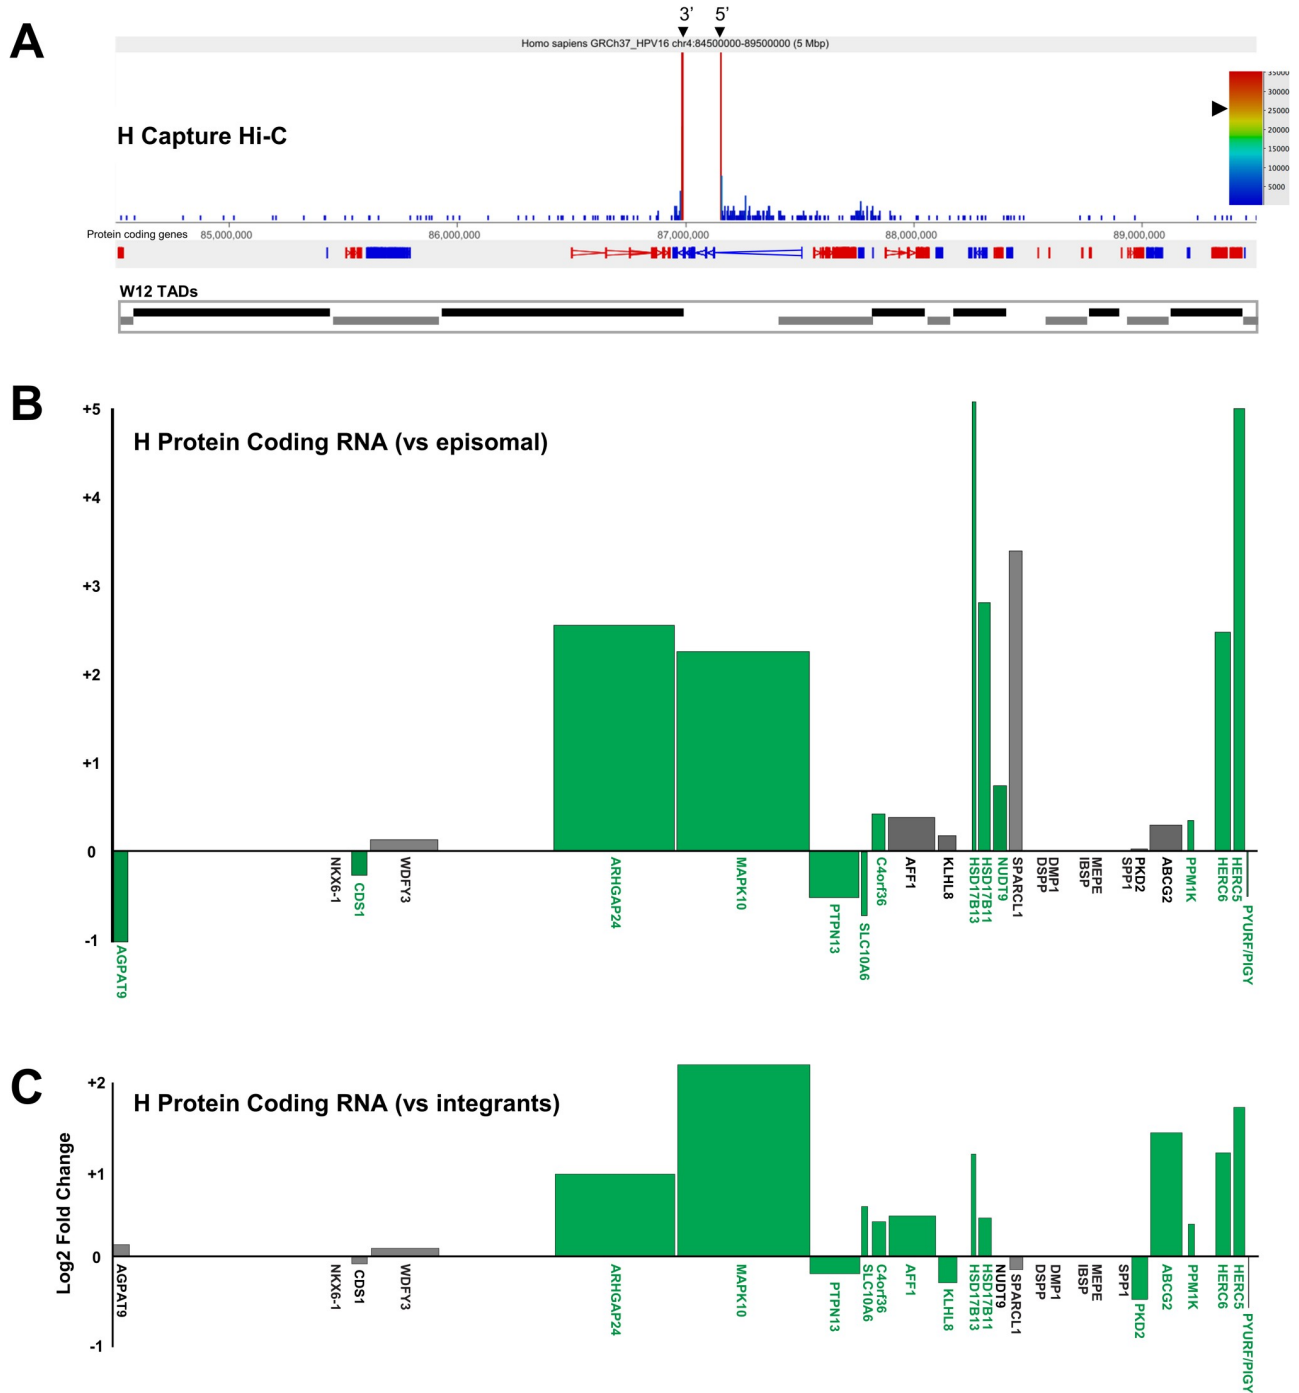 A
3’ 5’
Homo sapiens GRCh37_HPV16 chr4:84500000-89500000 (5 Mbp)
H Capture Hi-C
35000
30000
25000
20000
15000
10000
5000
Protein coding genes
85,000,000 86,000,000 87,000,000 88,000,000 89,000,000
W12 TADs
B
H Protein Coding RNA (vs episomal)
+5
+4
+3
+2
+1
0
-1
AGPAT9
NKX6-1
CDS1
WDFY3
ARHGAP24
MAPK10
PTPN13
SLC10A6
C4orf36
AFF1
KLHL8
HSD17B13
HSD17B11
NUDT9
SPARCL1
DSPP
DMP1
IBSP
MEPE
SPP1
PKD2
ABCG2
PPM1K
HERC6
HERC5
PYURF/PIGY
C
H Protein Coding RNA (vs integrants)
Log2 Fold Change
+2
+1
0
-1
AGPAT9
NKX6-1
CDS1
WDFY3
ARHGAP24
MAPK10
PTPN13
SLC10A6
C4orf36
AFF1
KLHL8
HSD17B13
HSD17B11
NUDT9
SPARCL1
DSPP
DMP1
IBSP
MEPE
SPP1
PKD2
ABCG2
PPM1K
HERC6
HERC5
PYURF/PIGY